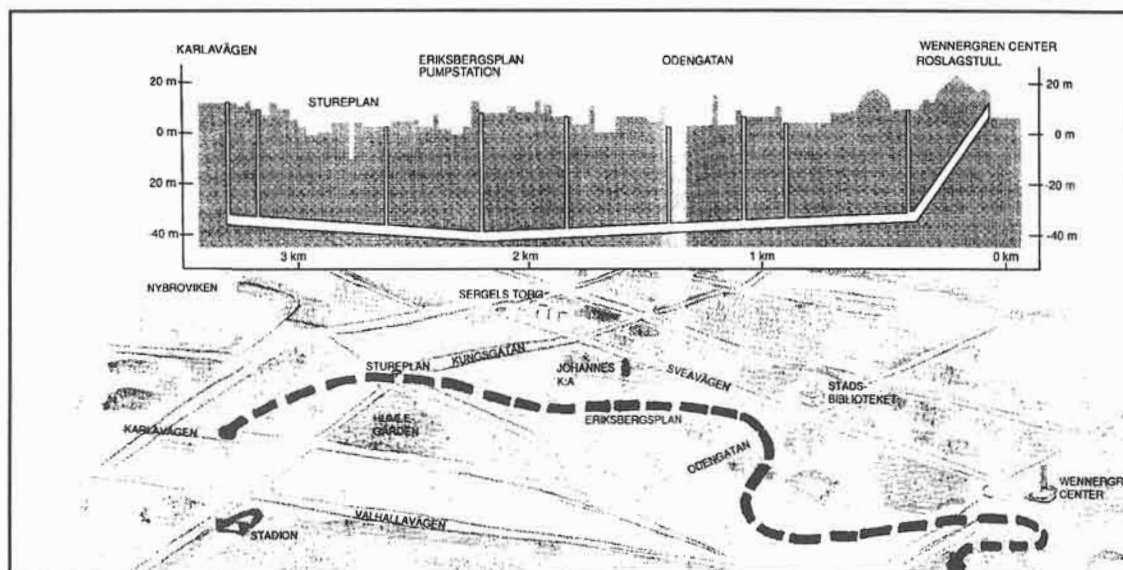 KARLAVÄGEN
ERIKSBERGSPLAN
PUMPSTATION
ODENGATAN
WENNERGREN CENTER
ROSLAGSTULL
STUREPLAN
20 m
0 m
20 m
40 m
20 m
0 m
-20 m
-40 m
3 km
2 km
1 km
0 km
NYBROVIKEN
SERGELS TORG
KUNGSGATAN
STUREPLAN
JOHANNES
K:A
SVEAVÄGEN
STADS-
BIBLIOTEKET
KARLAVÄGEN
HUMLE-
GÅRDEN
ERIKSBERGSPLAN
ODENGATAN
WENNERGR
CENTER
VALHALLAVÄGEN
STADION